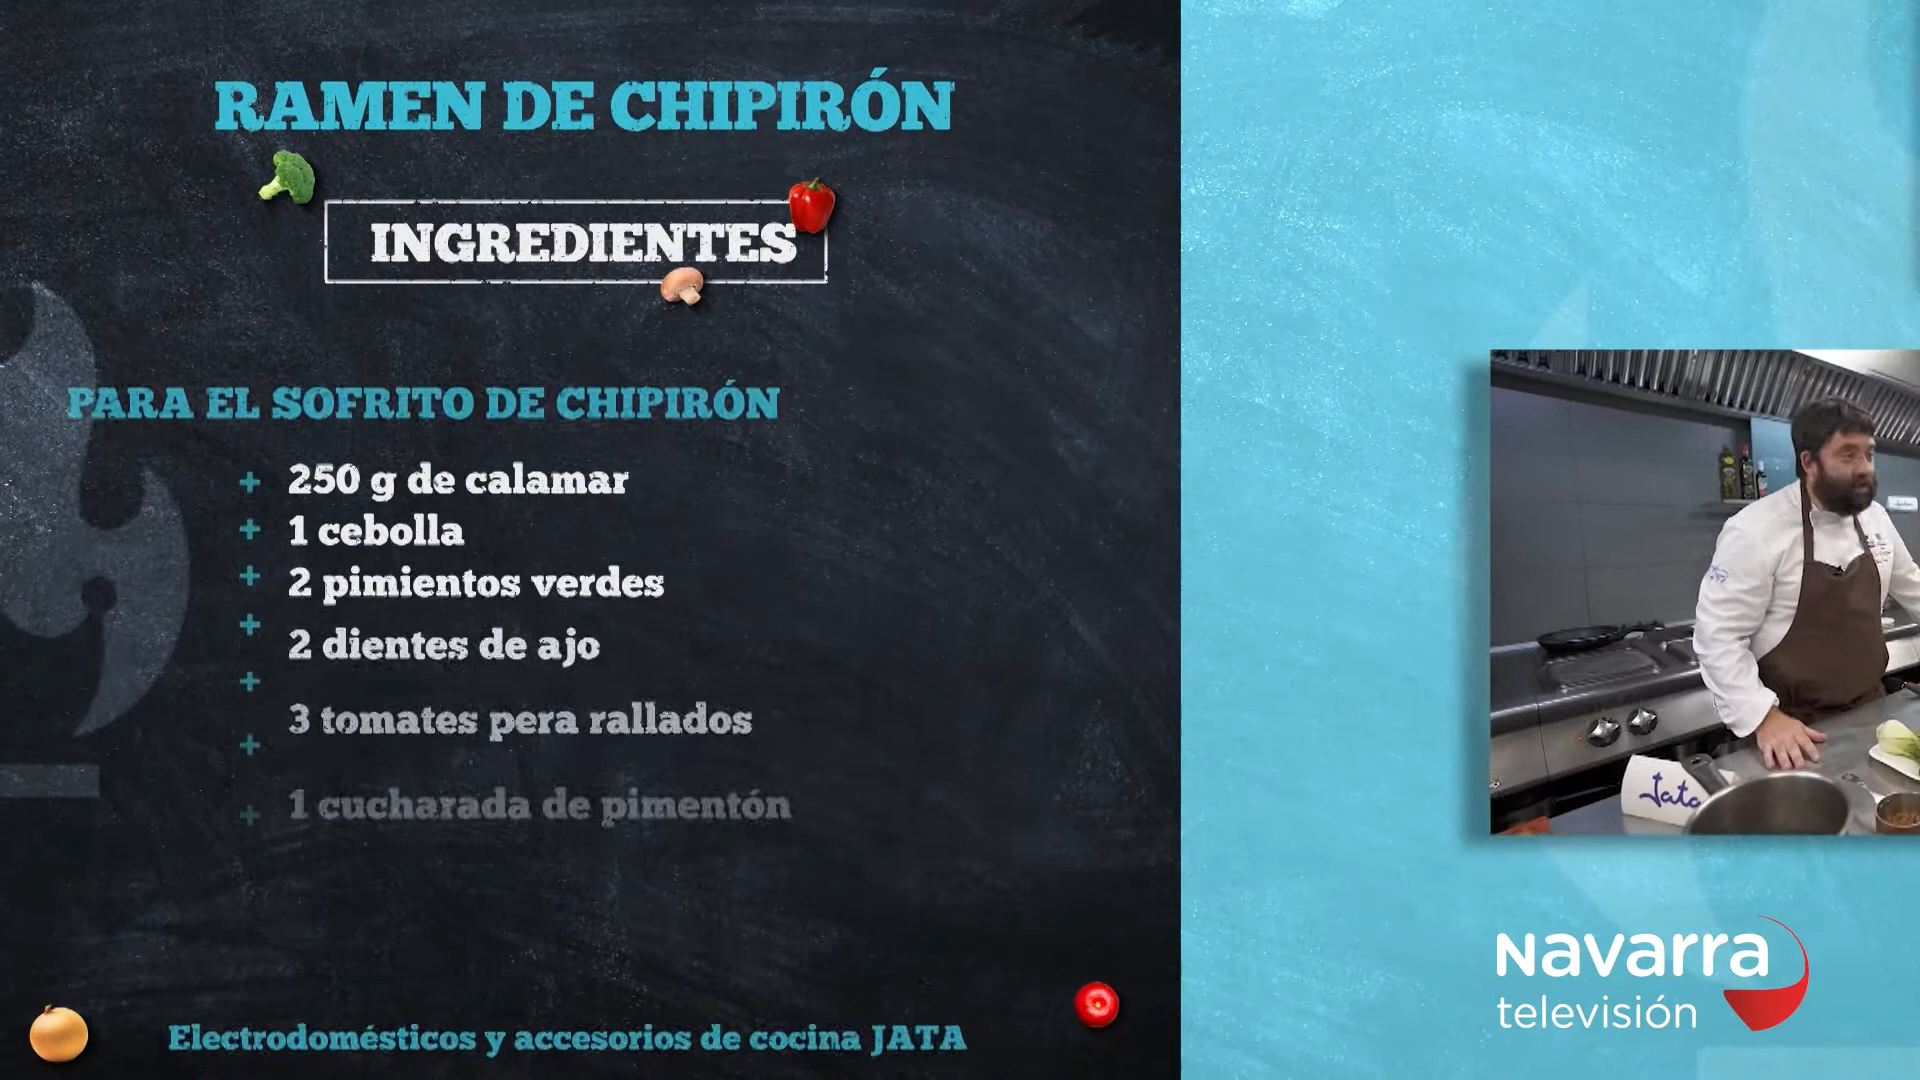 RAMEN DE CHIPIRÓN
INGREDIENTES
PARA EL SOFRITO DE CHIPIRÓN
+ 250 g de calamar
+ 1 cebolla
+ 2 pimientos verdes
+ 2 dientes de ajo
+ 3 tomates pera rallados
+ 1 cucharada de pimentón
Electrodomésticos y accesorios de cocina JATA
Jata
Navarra
televisión